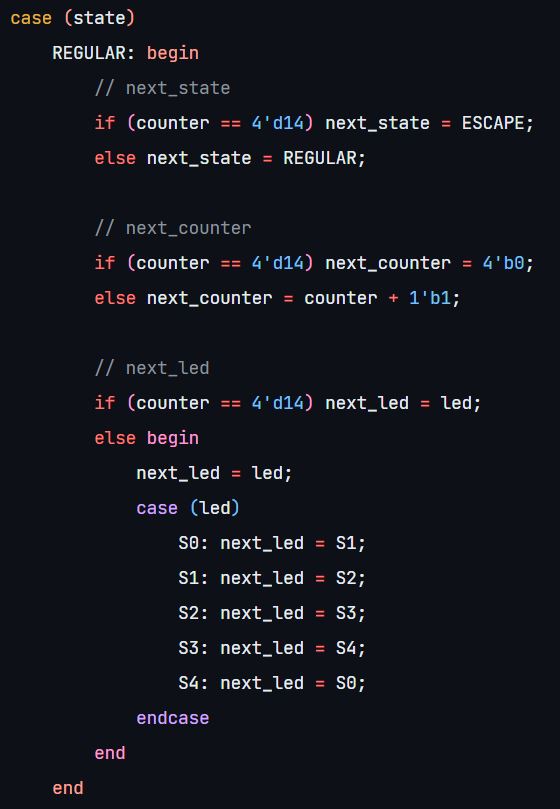 case (state)
    REGULAR: begin
        // next_state
        if (counter == 4'd14) next_state = ESCAPE;
        else next_state = REGULAR;

        // next_counter
        if (counter == 4'd14) next_counter = 4'b0;
        else next_counter = counter + 1'b1;

        // next_led
        if (counter == 4'd14) next_led = led;
        else begin
            next_led = led;
            case (led)
                S0: next_led = S1;
                S1: next_led = S2;
                S2: next_led = S3;
                S3: next_led = S4;
                S4: next_led = S0;
            endcase
        end
    end